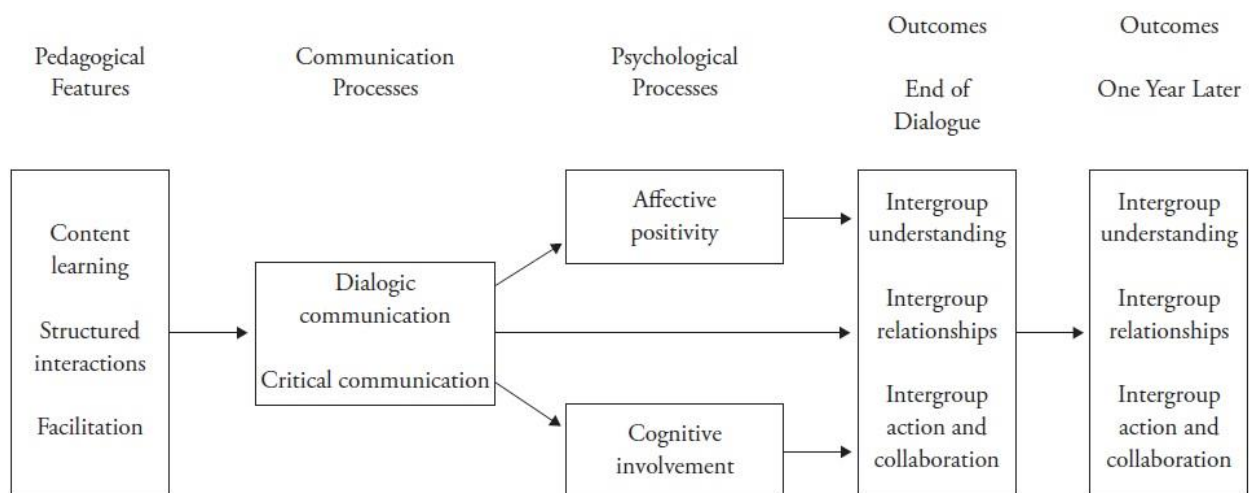 Pedagogical
Features
Communication
Processes
Psychological
Processes
Outcomes
End of
Dialogue
Outcomes
One Year Later
Content
learning
Structured
interactions
Facilitation
Dialogic
communication
Critical communication
Affective
positivity
Cognitive
involvement
Intergroup
understanding
Intergroup
relationships
Intergroup
action and
collaboration
Intergroup
understanding
Intergroup
relationships
Intergroup
action and
collaboration